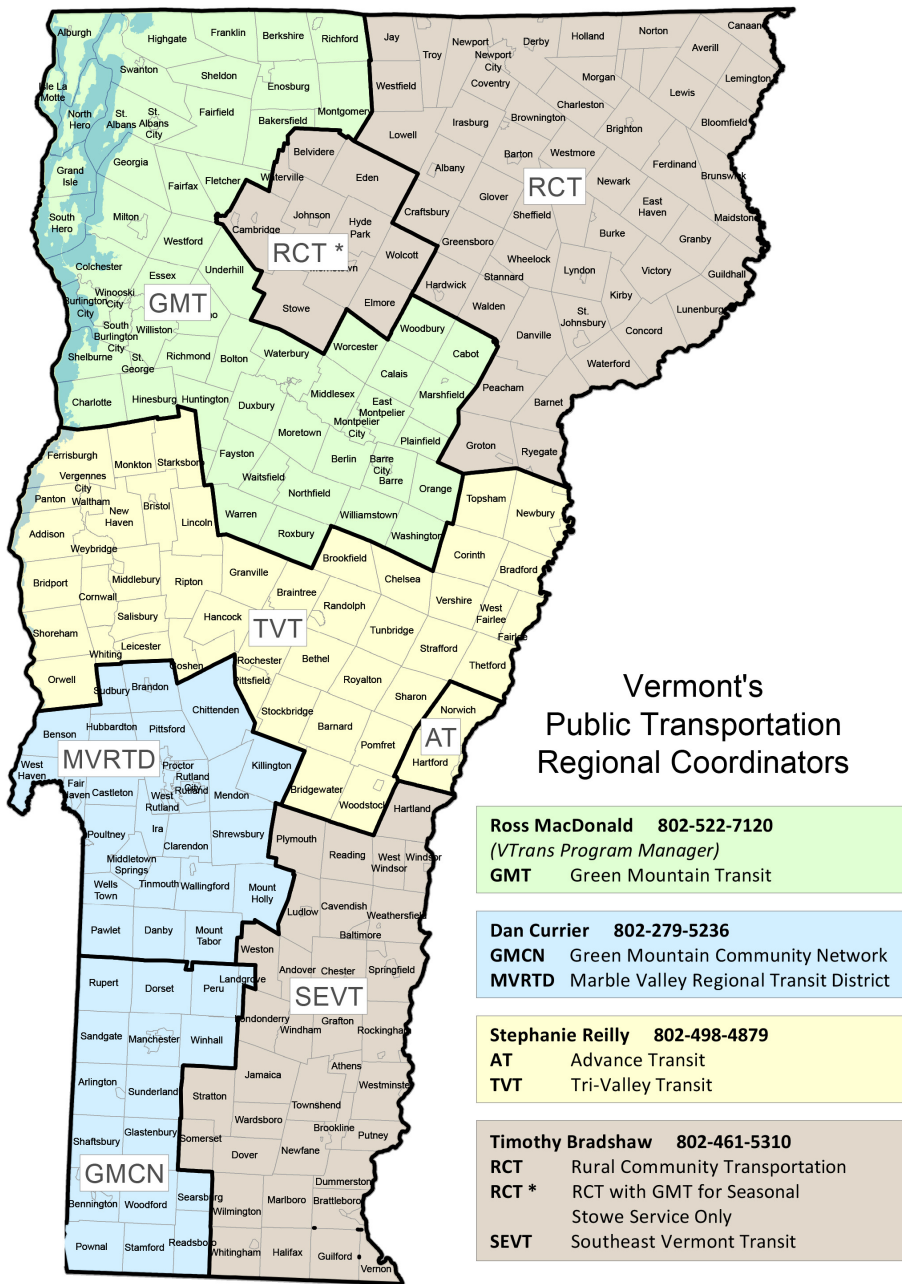 Alburgh
Highgate
Franklin
Berkshire
Richford
Jay
Troy
Newport
Derby
Holland
Norton
Canaan
Averill
Newport
City
Swanton
Sheldon
Enosburg
Westfield
Coventry
Morgan
Lewis
Lemington
Isle La
Motte
North
Hero
St.
Albans
St.
Albans
City
Fairfield
Bakersfield
Montgomery
Lowell
Irasburg
Brownington
Charleston
Brighton
Bloomfield
Grand
Isle
Georgia
Fairfax
Fletcher
Waterville
Belvidere
Eden
Albany
Barton
Westmore
Ferdinand
Brunswick
South
Hero
Milton
Westford
Cambridge
Johnson
Hyde
Park
Craftsbury
Glover
Sheffield
RCT
Newark
East
Haven
Maidstone
RCT *
Wolcott
Greensboro
Wheelock
Burke
Granby
Colchester
Essex
Underhill
Hardwick
Stannard
Lyndon
Victory
Guildhall
Winooski
City
Burlington
City
GMT
Stowe
Elmore
Walden
Kirby
Lunenburg
South
Burlington
City
Williston
Woodbury
Danville
St.
Johnsbury
Concord
Shelburne
St.
George
Richmond
Bolton
Waterbury
Worcester
Cabot
Waterford
Calais
Charlotte
Hinesburg
Huntington
Duxbury
Middlesex
East
Montpelier
Marshfield
Peacham
Barnet
Moretown
Montpelier
City
Plainfield
Groton
Ryegate
Ferrisburgh
Monkton
Starksboro
Fayston
Berlin
Barre
City
Barre
Vergennes
City
Panton
Waltham
New
Haven
Bristol
Lincoln
Waitsfield
Northfield
Orange
Topsham
Newbury
Warren
Williamstown
Addison
Weybridge
Roxbury
Washington
Bridport
Middlebury
Ripton
Granville
Brookfield
Chelsea
Corinth
Bradford
Cornwall
Braintree
Randolph
Vershire
West
Fairlee
Salisbury
Hancock
TVT
Tunbridge
Fairlee
Shoreham
Whiting
Leicester
Goshen
Rochester
Bethel
Strafford
Thetford
Orwell
Sudbury
Brandon
Pittsfield
Royalton
Sharon
Chittenden
Stockbridge
Norwich
Benson
Hubbardton
Pittsford
Barnard
Pomfret
AT
Hartford
West
Haven
MVRTD
Proctor
Rutland
City
Rutland
Killington
Fair
Haven
Castleton
West
Rutland
Mendon
Bridgewater
Woodstock
Hartland
Poultney
Ira
Clarendon
Shrewsbury
Plymouth
Reading
West
Windsor
Windsor
Middletown
Springs
Wells
Town
Tinmouth
Wallingford
Mount
Holly
Ludlow
Cavendish
Weathersfield
Pawlet
Danby
Mount
Tabor
Weston
Baltimore
Andover
Chester
Springfield
Rupert
Dorset
Peru
Landgrove
SEVT
Londonderry
Windham
Grafton
Rockingham
Sandgate
Manchester
Winhall
Jamaica
Athens
Westminster
Arlington
Sunderland
Stratton
Townshend
Wardsboro
Brookline
Putney
Shaftsbury
Glastenbury
Somerset
Dover
Newfane
GMCN
Dummerston
Bennington
Woodford
Searsburg
Wilmington
Marlboro
Brattleboro
Pownal
Stamford
Readsboro
Whitingham
Halifax
Guilford
Vernon
Vermont's
Public Transportation
Regional Coordinators
Ross MacDonald 802-522-7120
(VTrans Program Manager)
GMT Green Mountain Transit
Dan Currier 802-279-5236
GMCN Green Mountain Community Network
MVRTD Marble Valley Regional Transit District
Stephanie Reilly 802-498-4879
AT Advance Transit
TVT Tri-Valley Transit
Timothy Bradshaw 802-461-5310
RCT Rural Community Transportation
RCT * RCT with GMT for Seasonal
Stowe Service Only
SEVT Southeast Vermont Transit